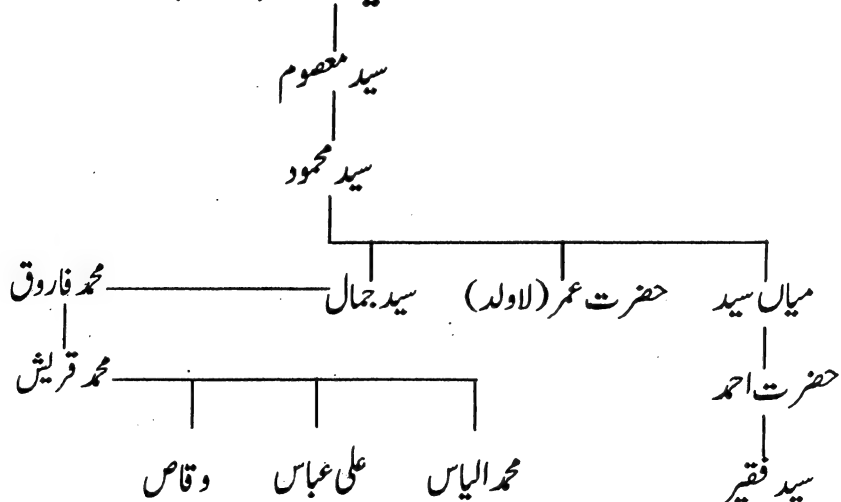 سید معصوم
سید محمود
میاں سید حضرت عمر (لاولد) سید جمال محمد فاروق
حضرت احمد محمد قریش
سید فقیر محمد الیاس علی عباس وقاص